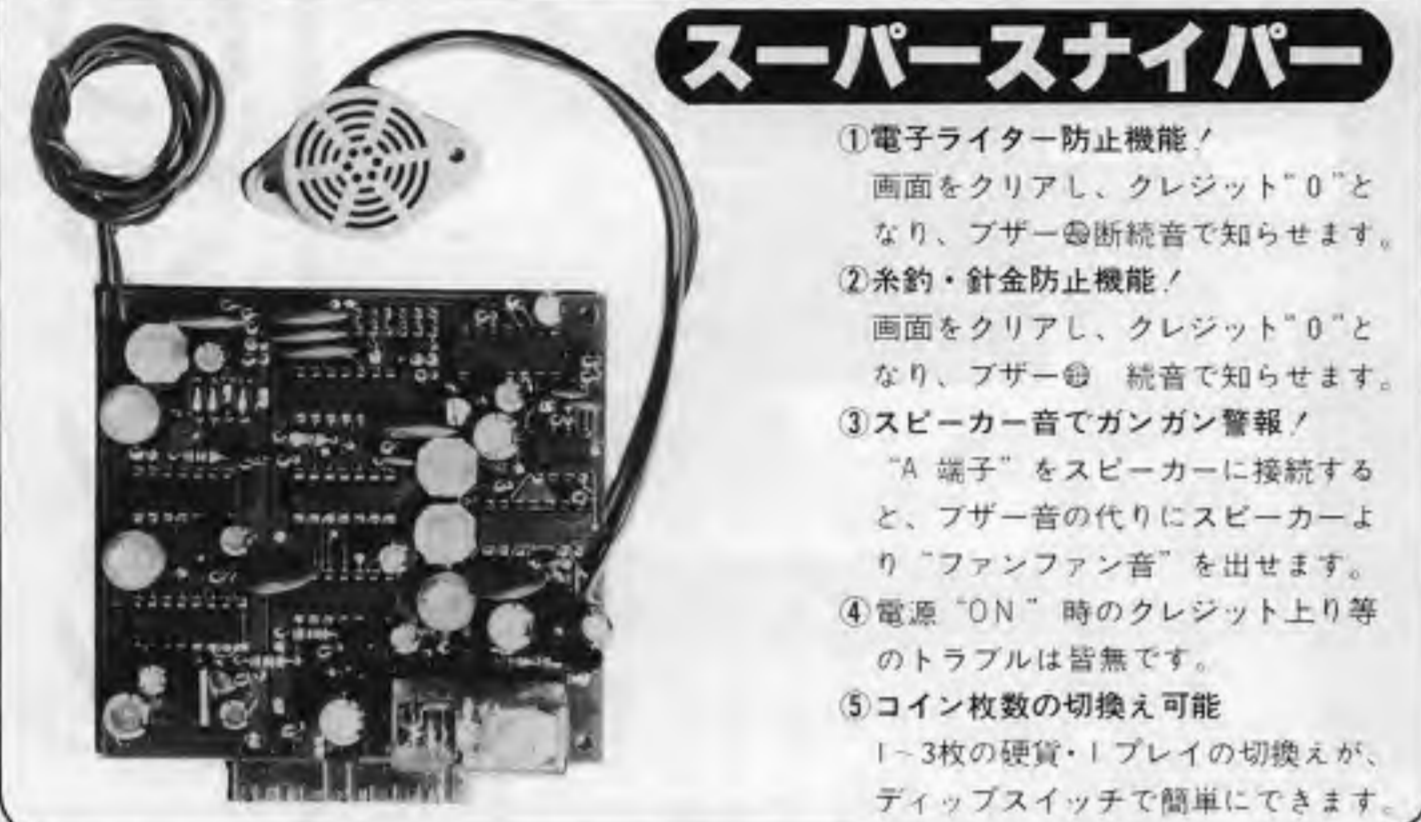 スーパースナイパー
①電子ライター防止機能!
画面をクリアし、クレジット"0"と
なり、ブザー断続音で知らせます。
②糸釣・針金防止機能!
画面をクリアし、クレジット"0"と
なり、ブザー 続音で知らせます。
③スピーカー音でガンガン警報!
"A 端子"をスピーカーに接続する
と、ブザー音の代りにスピーカーよ
り"ファンファン音"を出せます。
④電源"ON"時のクレジット上り等
のトラブルは皆無です。
⑤コイン枚数の切換え可能
1~3枚の硬貨・1プレイの切換えが、
ディップスイッチで簡単にできます。